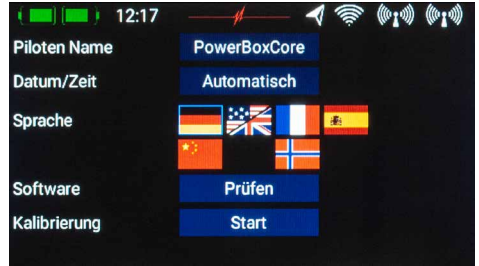 12:17
Piloten Name PowerBoxCore
Datum/Zeit Automatisch
Sprache
Software Prüfen
Kalibrierung Start